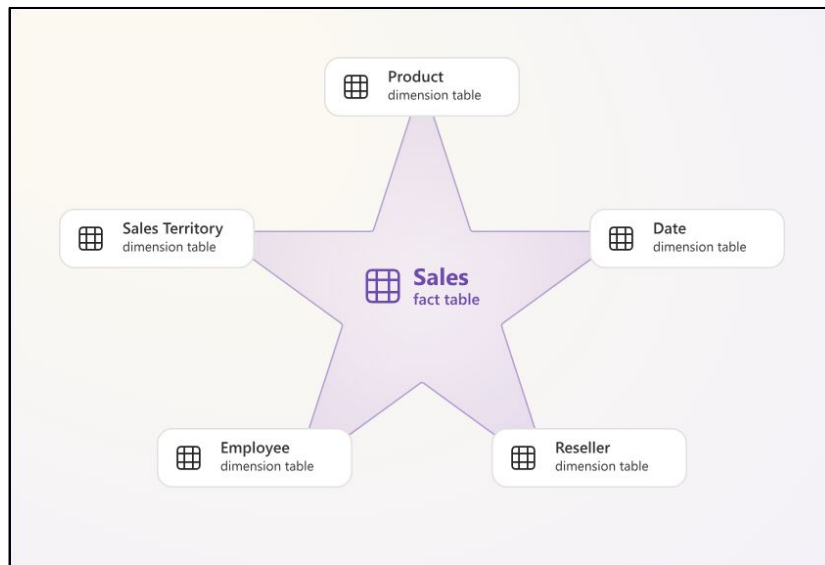 Product
dimension table
Sales Territory
dimension table
Date
dimension table
Sales
fact table
Employee
dimension table
Reseller
dimension table